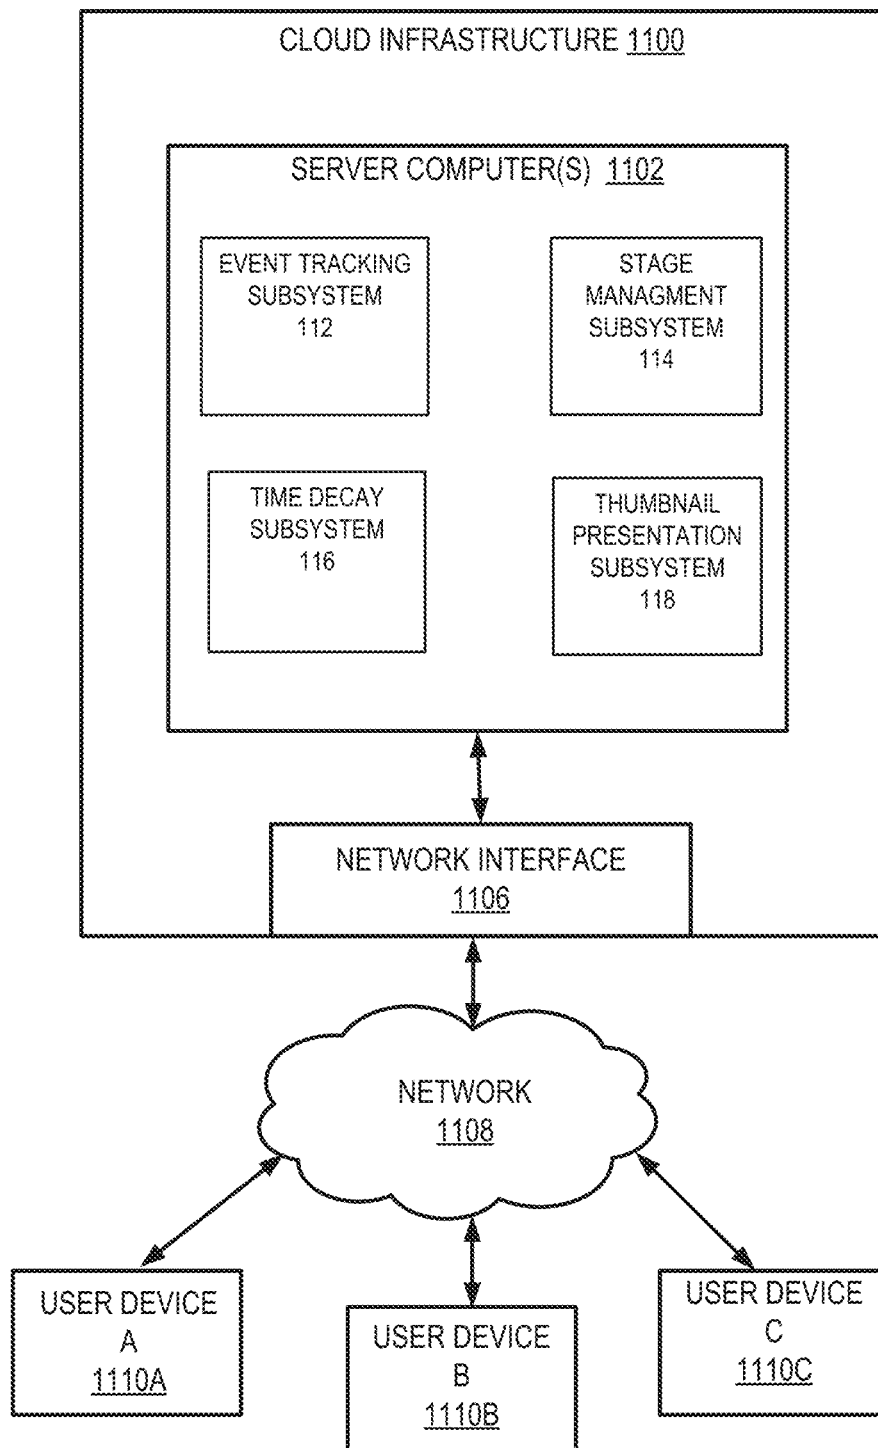 CLOUD INFRASTRUCTURE 1100
SERVER COMPUTER(S) 1102
EVENT TRACKING
SUBSYSTEM
112
STAGE
MANAGMENT
SUBSYSTEM
114
TIME DECAY
SUBSYSTEM
116
THUMBNAIL
PRESENTATION
SUBSYSTEM
118
NETWORK INTERFACE
1106
NETWORK
1108
USER DEVICE
A
1110A
USER DEVICE
B
1110B
USER DEVICE
C
1110C